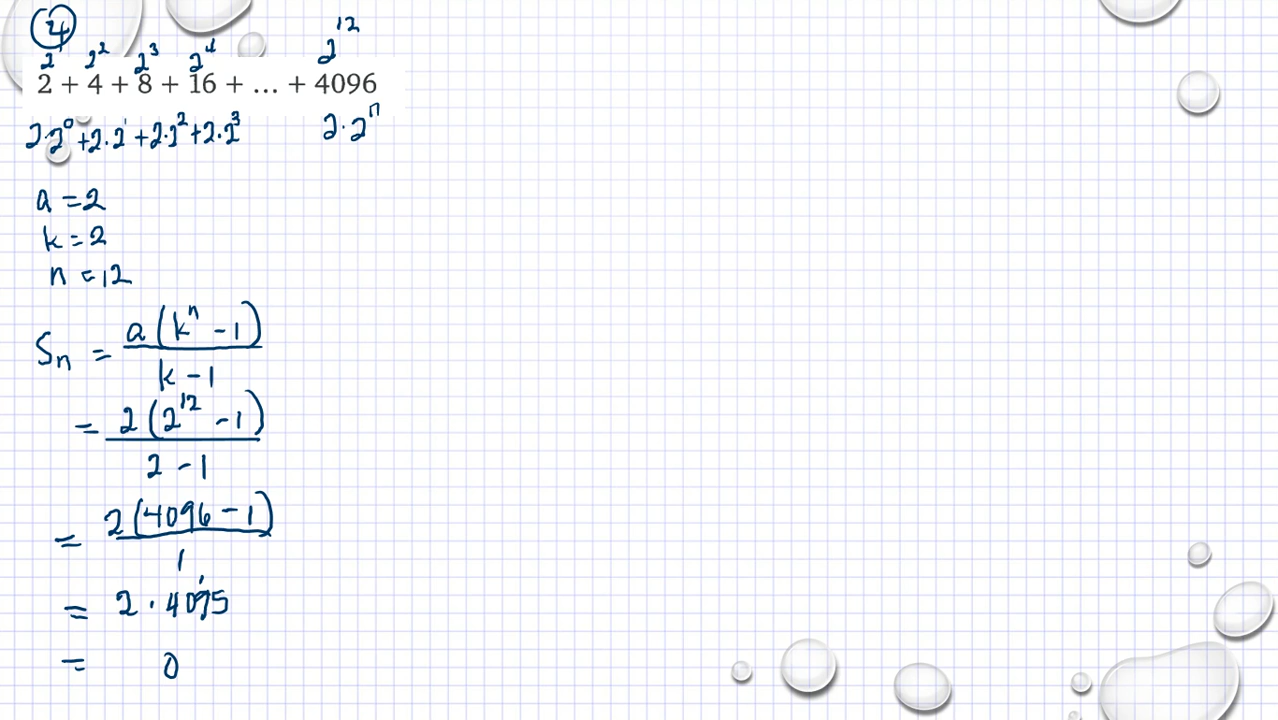 ④
2¹ 2² 2³ 2⁴ 2¹²
2 + 4 + 8 + 16 + … + 4096
2·2⁰ + 2·2¹ + 2·2² + 2·2³ 2·2ⁿ
a = 2
k = 2
n = 12
Sn = a(kⁿ - 1) / k - 1
= 2(2¹² - 1) / 2 - 1
= 2(4096 - 1) / 1
= 2 · 4095
= 0